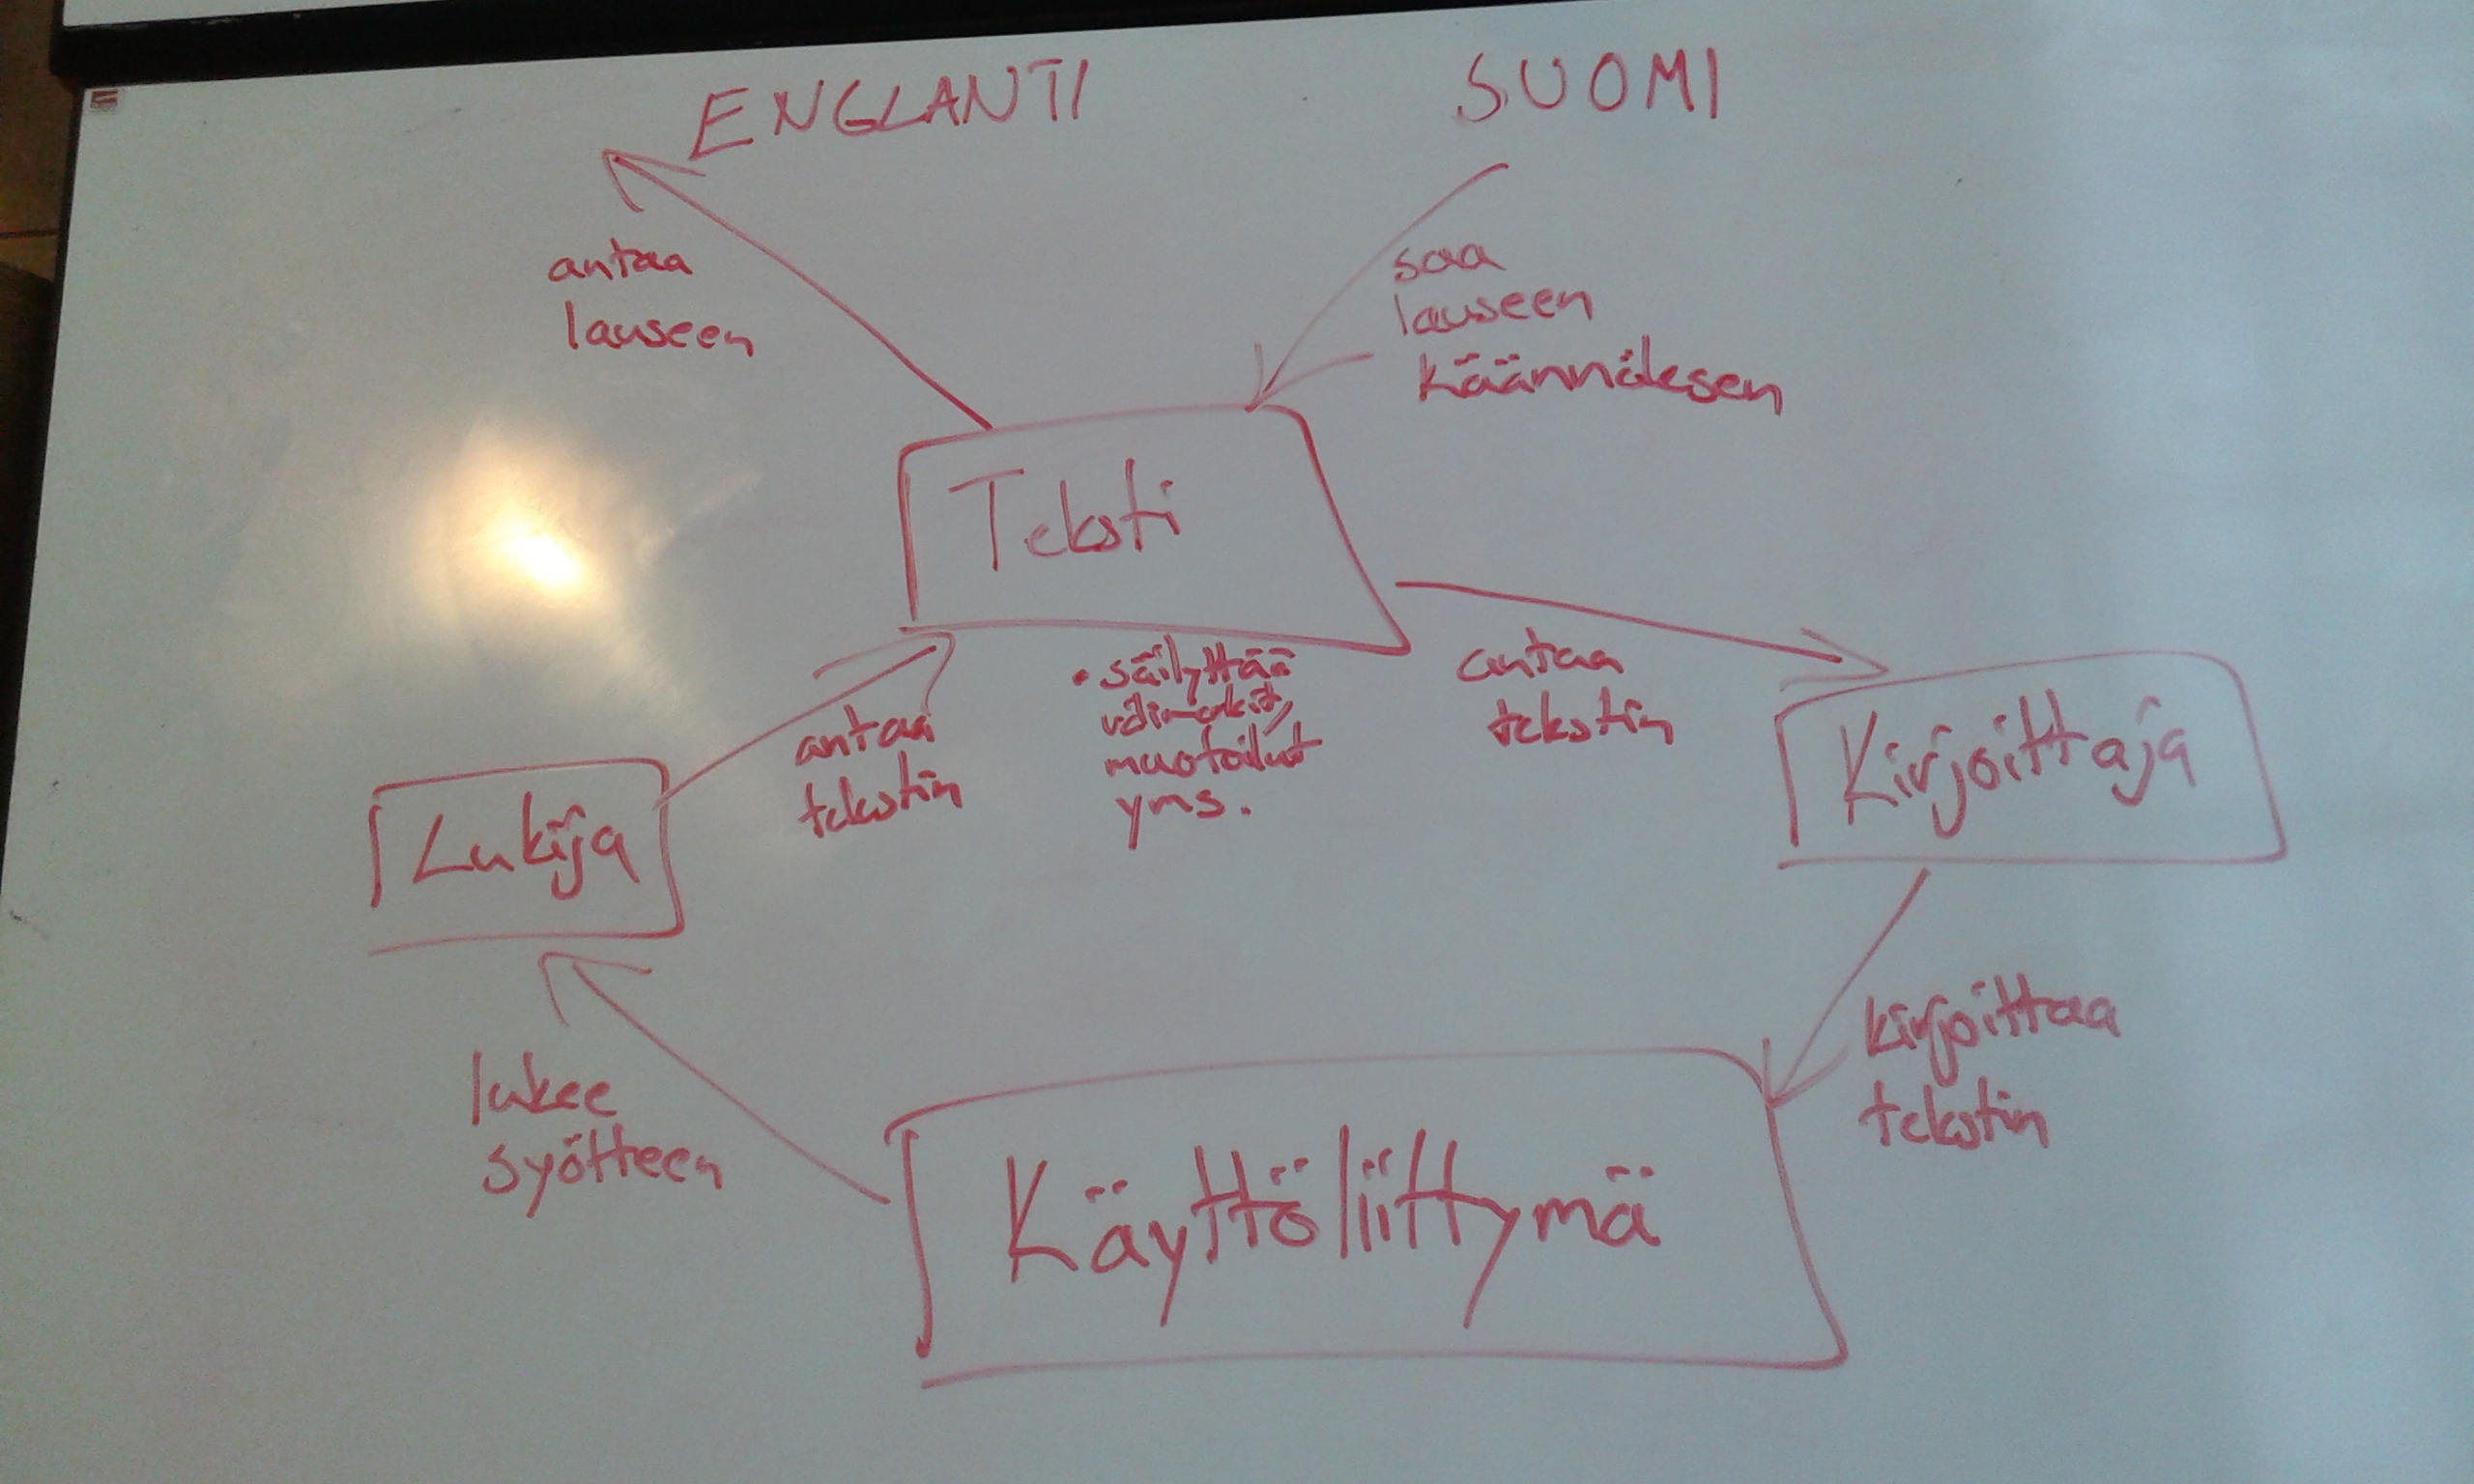 ENGLANTI
SUOMI
antaa
lauseen
saa
lauseen
käännöksen
Teksti
• säilyttää
välimerkit,
muotoilut
yms.
antaa
tekstin
antaa
tekstin
Lukija
Kirjoittaja
lukee
syötteen
kirjoittaa
tekstin
Käyttöliittymä